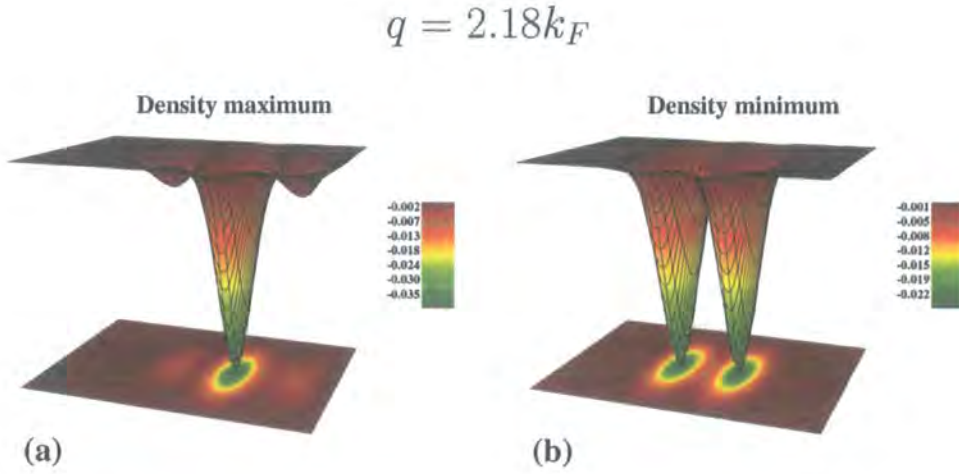 q = 2.18k_F
Density maximum
Density minimum
-0.002
-0.007
-0.013
-0.018
-0.024
-0.030
-0.035
-0.001
-0.005
-0.008
-0.012
-0.015
-0.019
-0.022
(a)
(b)